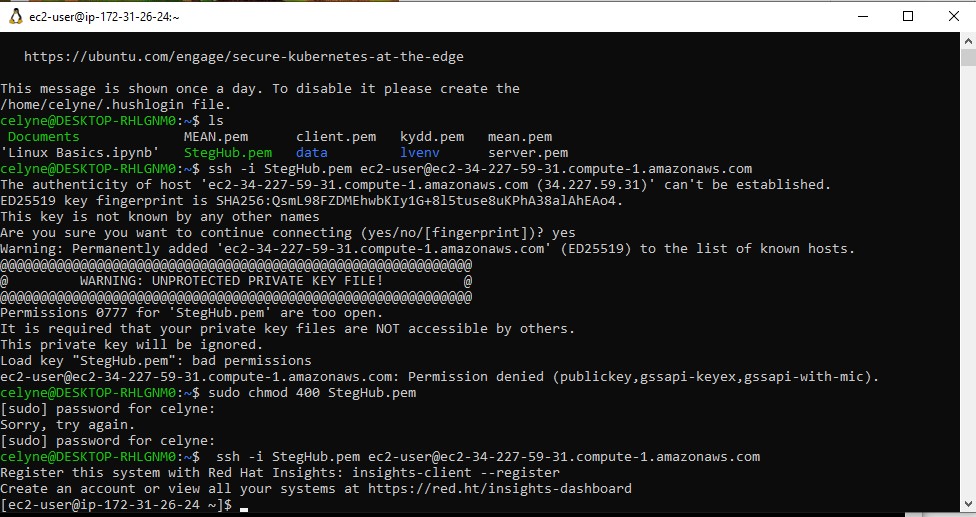 ec2-user@ip-172-31-26-24:~
https://ubuntu.com/engage/secure-kubernetes-at-the-edge
This message is shown once a day. To disable it please create the
/home/celyne/.hushlogin file.
celyne@DESKTOP-RHLGNM0:~$ ls
Documents             MEAN.pem      client.pem   kydd.pem   mean.pem
'Linux Basics.ipynb'   StegHub.pem   data         lvenv      server.pem
celyne@DESKTOP-RHLGNM0:~$ ssh -i StegHub.pem ec2-user@ec2-34-227-59-31.compute-1.amazonaws.com
The authenticity of host 'ec2-34-227-59-31.compute-1.amazonaws.com (34.227.59.31)' can't be established.
ED25519 key fingerprint is SHA256:QsmL98FZDMEhwbKIy1G+8l5tuse8uKPhA38alAhEAo4.
This key is not known by any other names
Are you sure you want to continue connecting (yes/no/[fingerprint])? yes
Warning: Permanently added 'ec2-34-227-59-31.compute-1.amazonaws.com' (ED25519) to the list of known hosts.
@@@@@@@@@@@@@@@@@@@@@@@@@@@@@@@@@@@@@@@@@@@@@@@@@@@@@@@@@@@
@         WARNING: UNPROTECTED PRIVATE KEY FILE!          @
@@@@@@@@@@@@@@@@@@@@@@@@@@@@@@@@@@@@@@@@@@@@@@@@@@@@@@@@@@@
Permissions 0777 for 'StegHub.pem' are too open.
It is required that your private key files are NOT accessible by others.
This private key will be ignored.
Load key "StegHub.pem": bad permissions
ec2-user@ec2-34-227-59-31.compute-1.amazonaws.com: Permission denied (publickey,gssapi-keyex,gssapi-with-mic).
celyne@DESKTOP-RHLGNM0:~$ sudo chmod 400 StegHub.pem
[sudo] password for celyne:
Sorry, try again.
[sudo] password for celyne:
celyne@DESKTOP-RHLGNM0:~$  ssh -i StegHub.pem ec2-user@ec2-34-227-59-31.compute-1.amazonaws.com
Register this system with Red Hat Insights: insights-client --register
Create an account or view all your systems at https://red.ht/insights-dashboard
[ec2-user@ip-172-31-26-24 ~]$